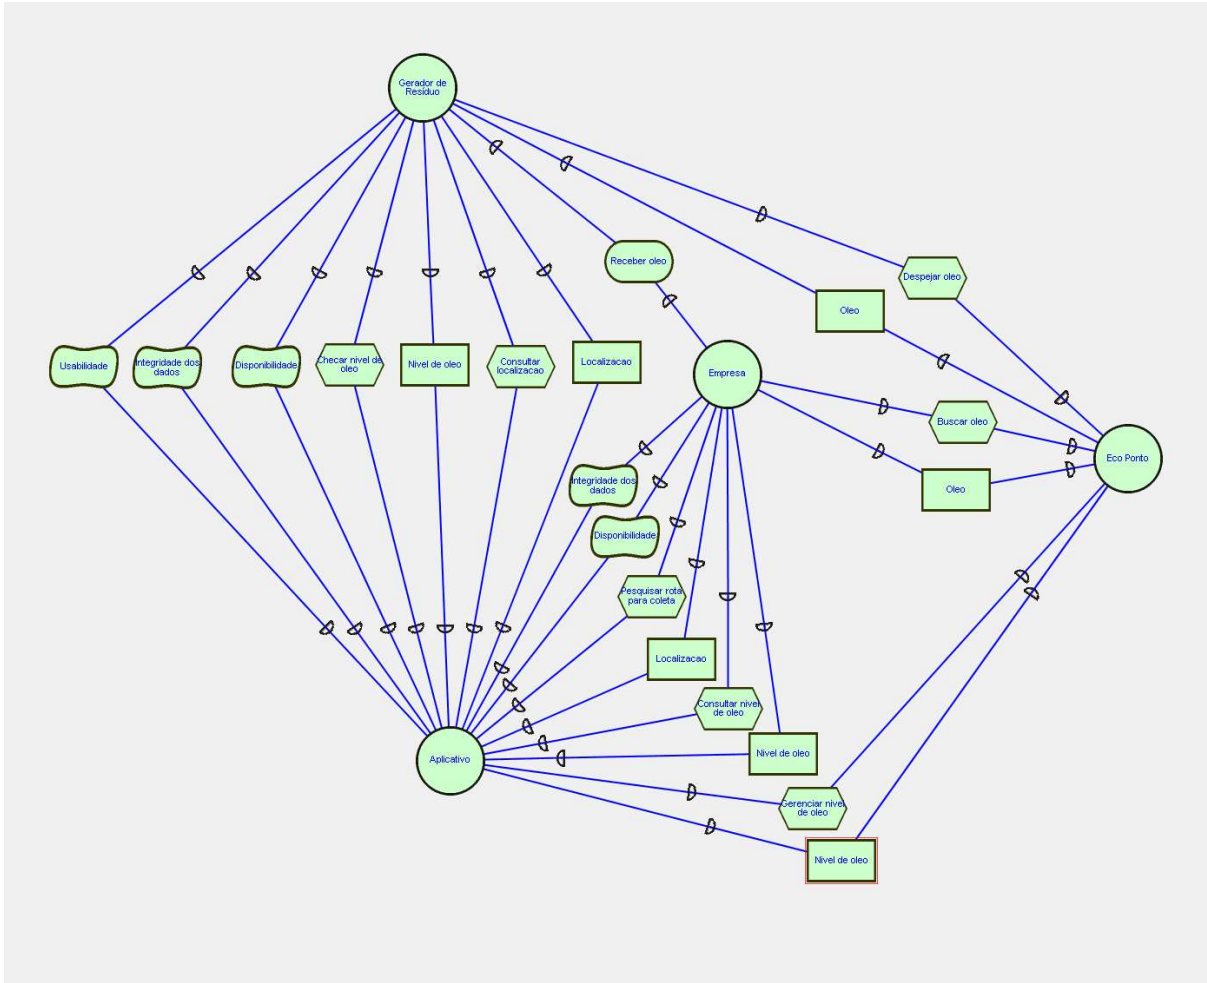 Gerador de
Resíduo
Receber oleo
Despejar oleo
Oleo
Usabilidade
Integridade dos
dados
Disponibilidade
Checar nivel de
oleo
Nivel de oleo
Consultar
localizacao
Localizacao
Empresa
Buscar oleo
Eco Ponto
Oleo
Integridade dos
dados
Disponibilidade
Pesquisar rota
para coleta
Localizacao
Consultar nivel
de oleo
Nivel de oleo
Aplicativo
Gerenciar nivel
de oleo
Nivel de oleo